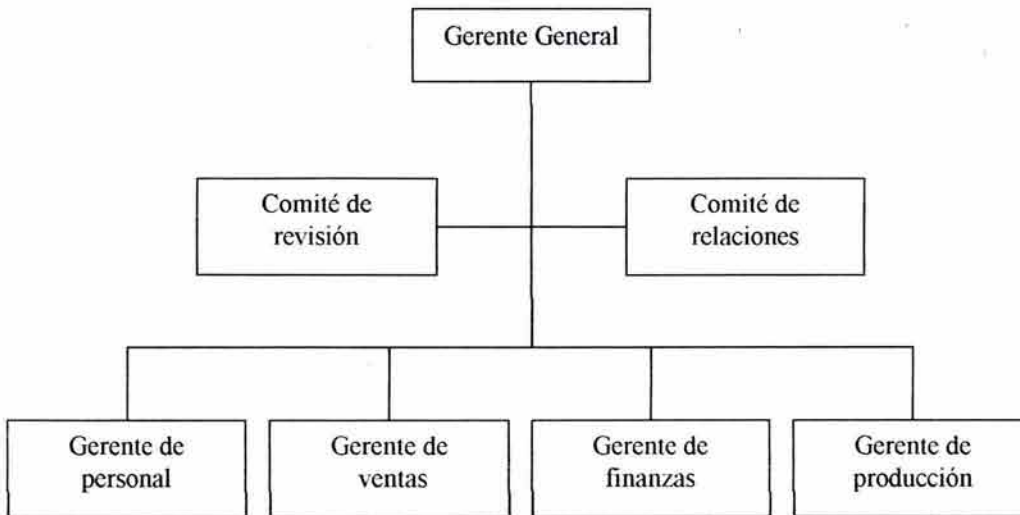 Gerente General
Comité de
revisión
Comité de
relaciones
Gerente de
personal
Gerente de
ventas
Gerente de
finanzas
Gerente de
producción